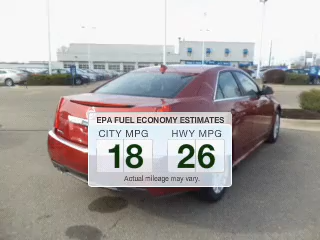 EPA FUEL ECONOMY ESTIMATES
CITY MPG HWY MPG
18 26
Actual mileage may vary.